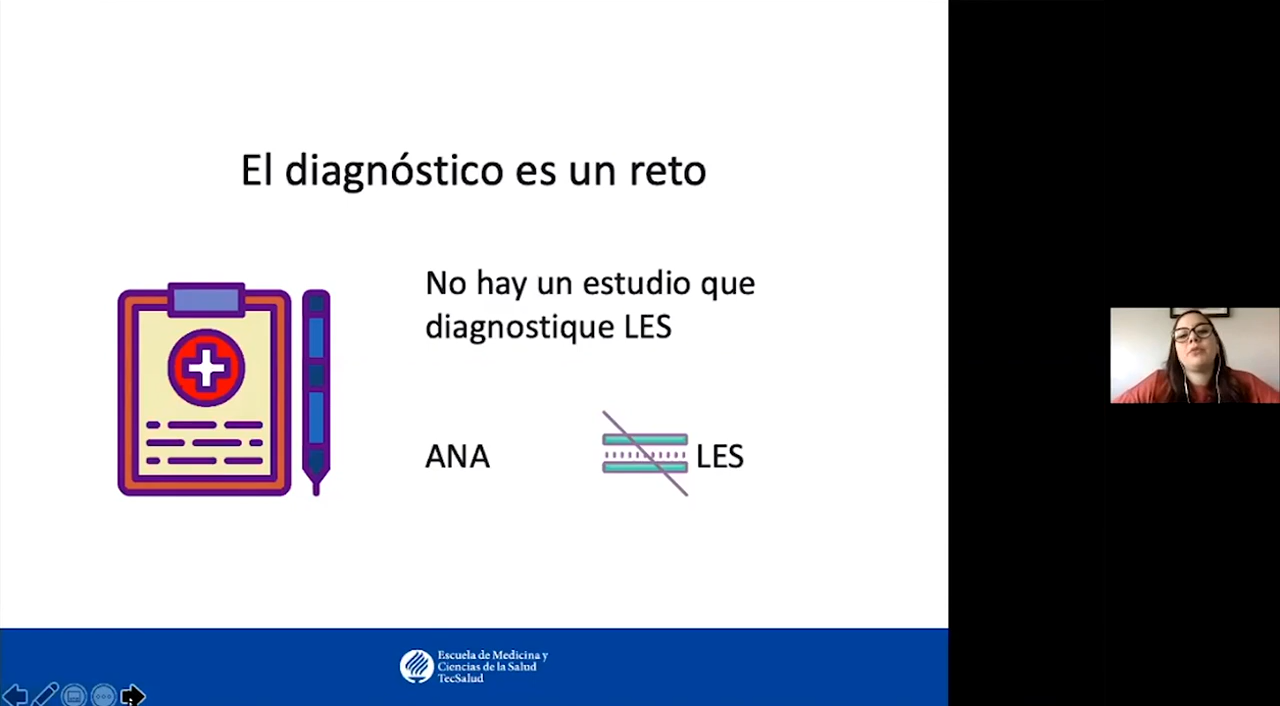 El diagnóstico es un reto
No hay un estudio que
diagnostique LES
ANA
LES
Escuela de Medicina y
Ciencias de la Salud
TecSalud